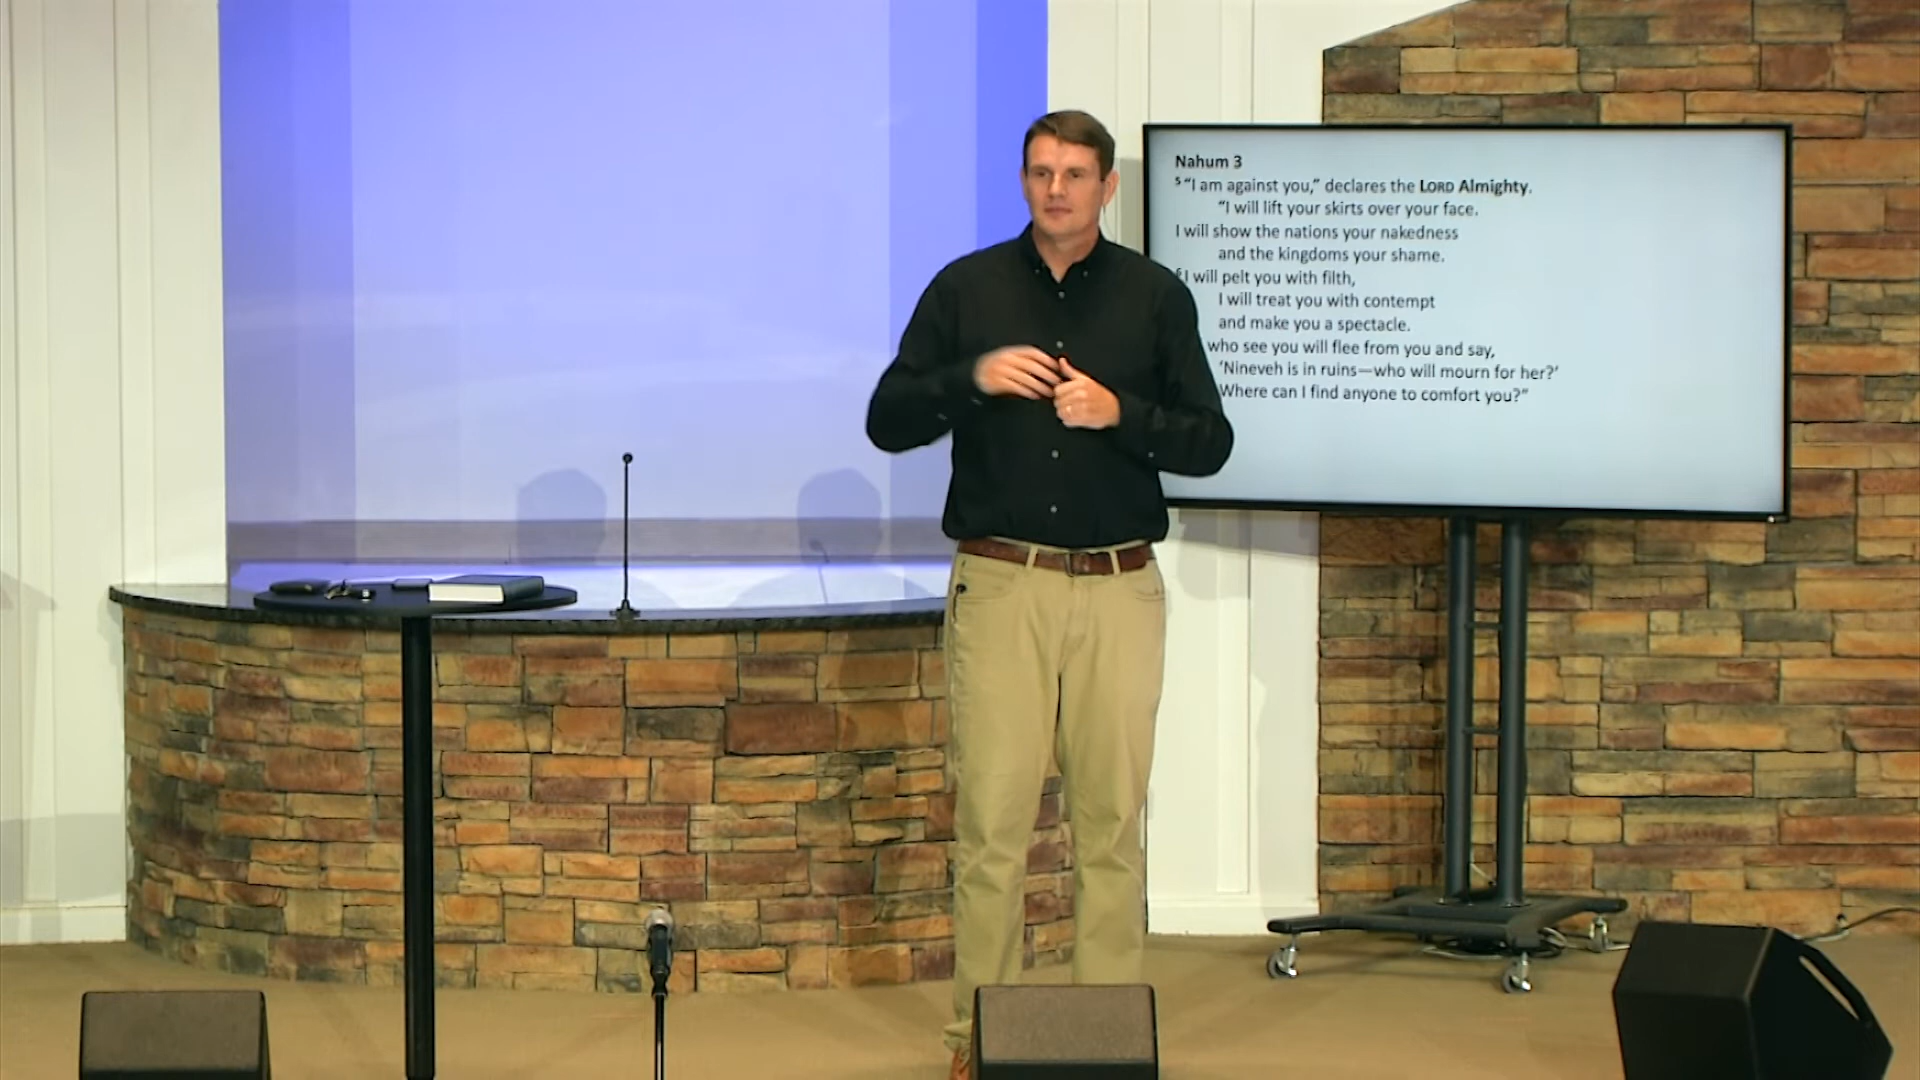 Nahum 3
5 “I am against you,” declares the LORD Almighty.
“I will lift your skirts over your face.
I will show the nations your nakedness
and the kingdoms your shame.
6 I will pelt you with filth,
I will treat you with contempt
and make you a spectacle.
who see you will flee from you and say,
‘Nineveh is in ruins—who will mourn for her?’
Where can I find anyone to comfort you?”